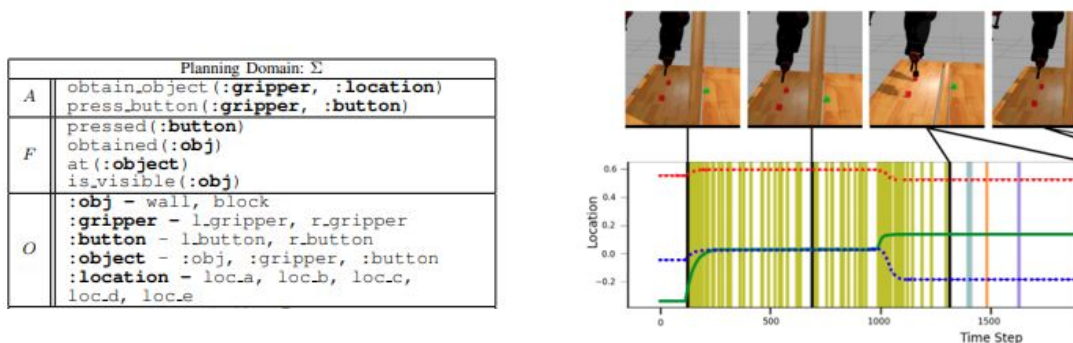 Planning Domain: Σ
A
obtain_object(:gripper, :location)
press_button(:gripper, :button)
F
pressed(:button)
obtained(:obj)
at(:object)
is_visible(:obj)
O
:obj – wall, block
:gripper – l_gripper, r_gripper
:button – l_button, r_button
:object – :obj, :gripper, :button
:location – loc_a, loc_b, loc_c,
loc_d, loc_e
Location
0.6
0.4
0.2
0.0
−0.2
0
500
1000
1500
Time Step